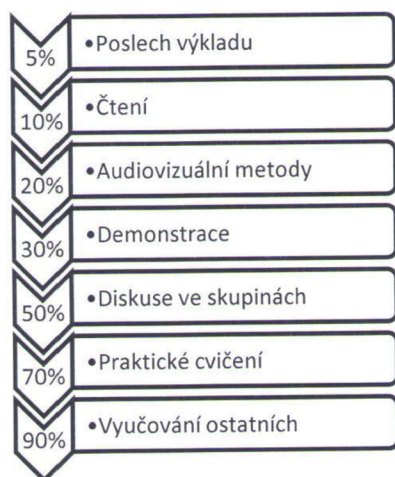 5% •Poslech výkladu
10% •Čtení
20% •Audiovizuální metody
30% •Demonstrace
50% •Diskuse ve skupinách
70% •Praktické cvičení
90% •Vyučování ostatních